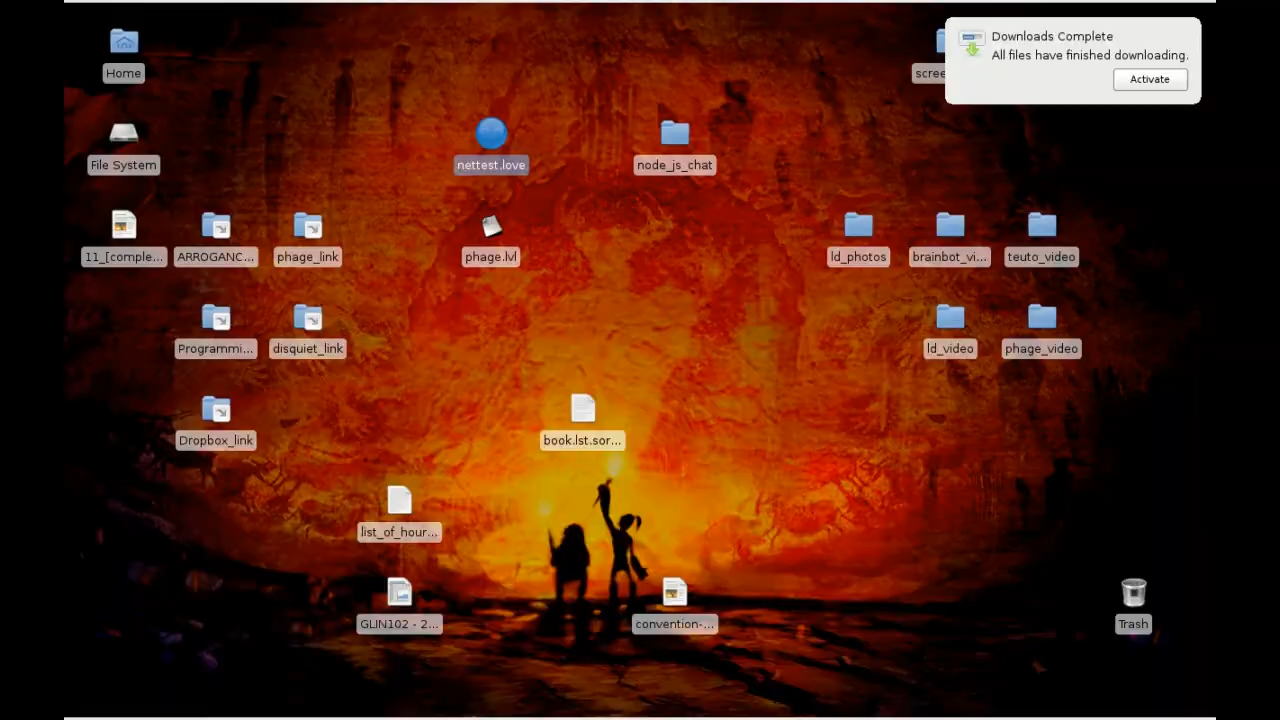 Home
scree
Downloads Complete
All files have finished downloading.
Activate
File System
nettest.love
node_js_chat
11_[comple...
ARROGANC...
phage_link
phage.lvl
ld_photos
brainbot_vi...
teuto_video
Programmi...
disquiet_link
ld_video
phage_video
Dropbox_link
book.lst.sor...
list_of_hour...
GLIN102 - 2...
convention-...
Trash